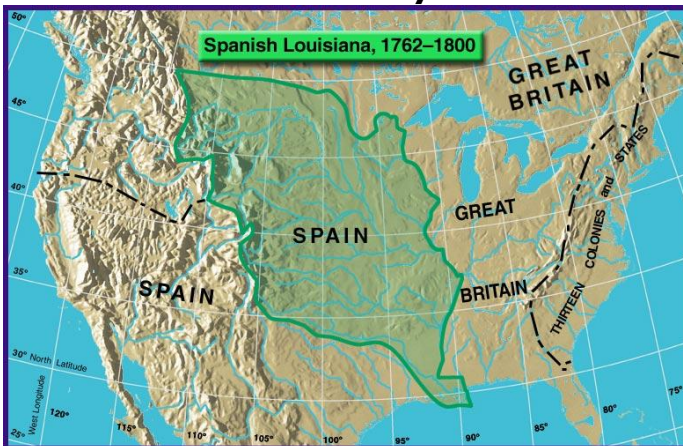 50°
Spanish Louisiana, 1762–1800
GREAT
BRITAIN
45°
40°
THIRTEEN COLONIES and STATES
GREAT
SPAIN
35°
SPAIN
BRITAIN
30° North Latitude
West Longitude
25°
120°
115°
110°
105°
100°
95°
90°
85°
80°
75°